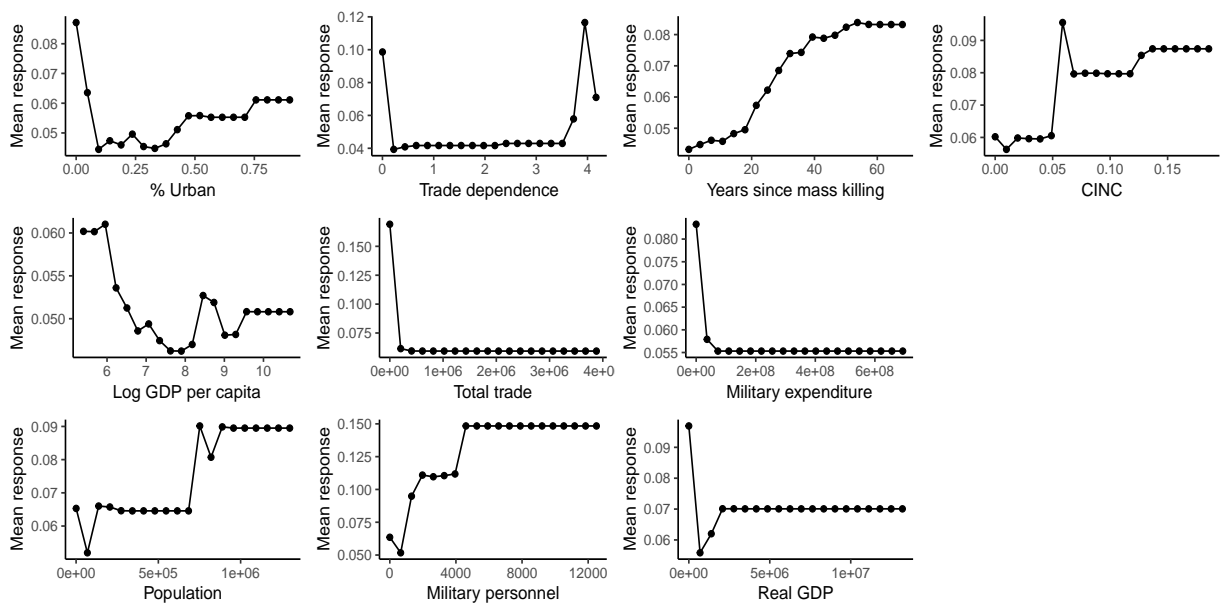 Mean response
0.08
0.06
0.05
0.00 0.25 0.50 0.75
% Urban
Mean response
0.12
0.10
0.08
0.06
0.04
0 1 2 3 4
Trade dependence
Mean response
0.08
0.07
0.06
0.05
0 20 40 60
Years since mass killing
Mean response
0.09
0.08
0.07
0.06
0.00 0.05 0.10 0.15
CINC
Mean response
0.060
0.055
0.050
6 7 8 9 10
Log GDP per capita
Mean response
0.150
0.125
0.100
0.075
0e+00 1e+06 2e+06 3e+06 4e+0
Total trade
Mean response
0.080
0.075
0.070
0.065
0.060
0.055
0e+00 2e+08 4e+08 6e+08
Military expenditure
Mean response
0.09
0.08
0.07
0.06
0e+00 5e+05 1e+06
Population
Mean response
0.150
0.125
0.100
0.075
0.050
0 4000 8000 12000
Military personnel
Mean response
0.09
0.08
0.07
0.06
0e+00 5e+06 1e+07
Real GDP